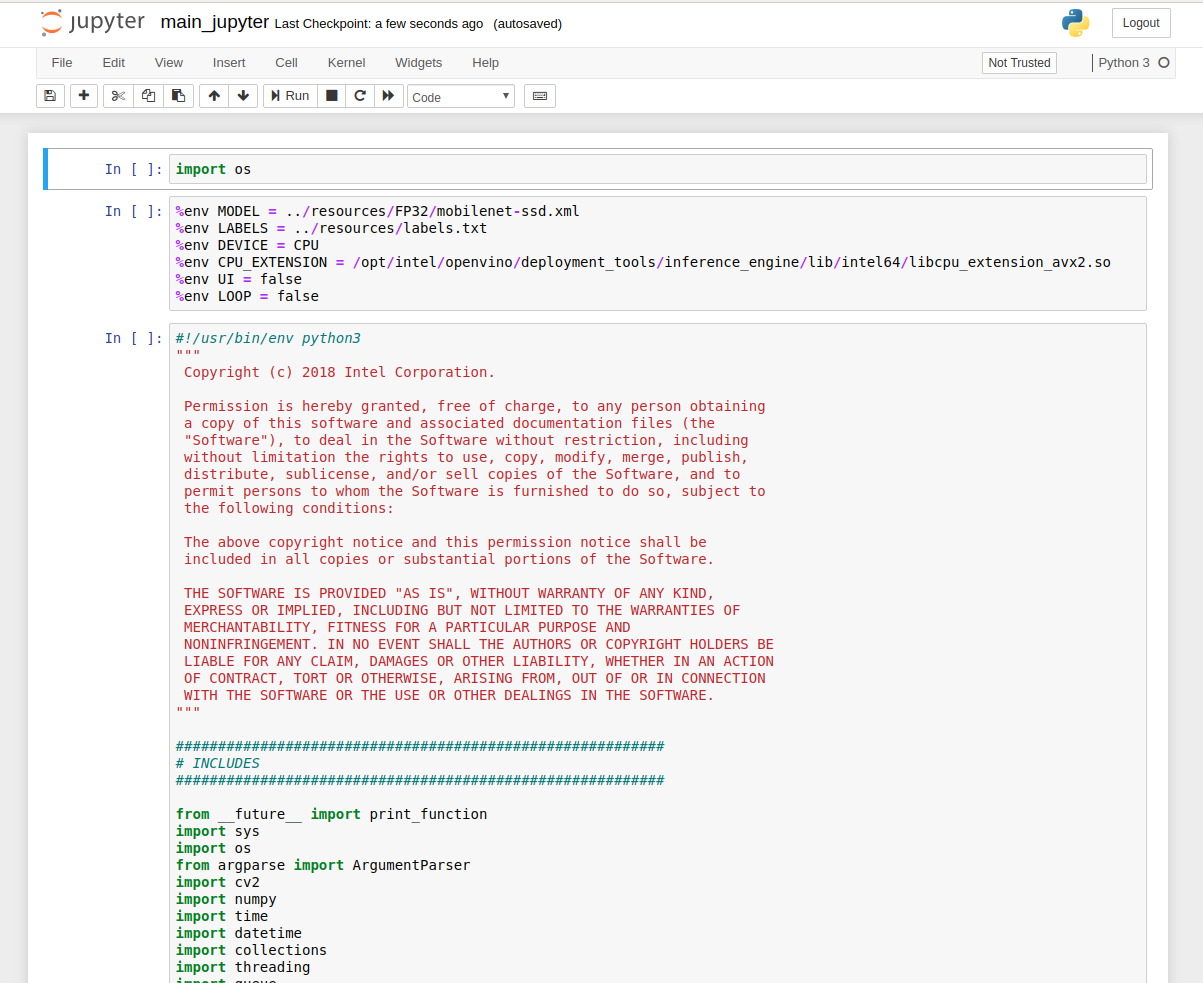 jupyter main_jupyter Last Checkpoint: a few seconds ago (autosaved) Logout
File Edit View Insert Cell Kernel Widgets Help Not Trusted Python 3
Run Code
In [ ]: import os
In [ ]: %env MODEL = ../resources/FP32/mobilenet-ssd.xml
%env LABELS = ../resources/labels.txt
%env DEVICE = CPU
%env CPU_EXTENSION = /opt/intel/openvino/deployment_tools/inference_engine/lib/intel64/libcpu_extension_avx2.so
%env UI = false
%env LOOP = false
In [ ]: #!/usr/bin/env python3
"""
Copyright (c) 2018 Intel Corporation.
Permission is hereby granted, free of charge, to any person obtaining
a copy of this software and associated documentation files (the
"Software"), to deal in the Software without restriction, including
without limitation the rights to use, copy, modify, merge, publish,
distribute, sublicense, and/or sell copies of the Software, and to
permit persons to whom the Software is furnished to do so, subject to
the following conditions:
The above copyright notice and this permission notice shall be
included in all copies or substantial portions of the Software.
THE SOFTWARE IS PROVIDED "AS IS", WITHOUT WARRANTY OF ANY KIND,
EXPRESS OR IMPLIED, INCLUDING BUT NOT LIMITED TO THE WARRANTIES OF
MERCHANTABILITY, FITNESS FOR A PARTICULAR PURPOSE AND
NONINFRINGEMENT. IN NO EVENT SHALL THE AUTHORS OR COPYRIGHT HOLDERS BE
LIABLE FOR ANY CLAIM, DAMAGES OR OTHER LIABILITY, WHETHER IN AN ACTION
OF CONTRACT, TORT OR OTHERWISE, ARISING FROM, OUT OF OR IN CONNECTION
WITH THE SOFTWARE OR THE USE OR OTHER DEALINGS IN THE SOFTWARE.
"""
##########################################################
# INCLUDES
##########################################################
from __future__ import print_function
import sys
import os
from argparse import ArgumentParser
import cv2
import numpy
import time
import datetime
import collections
import threading